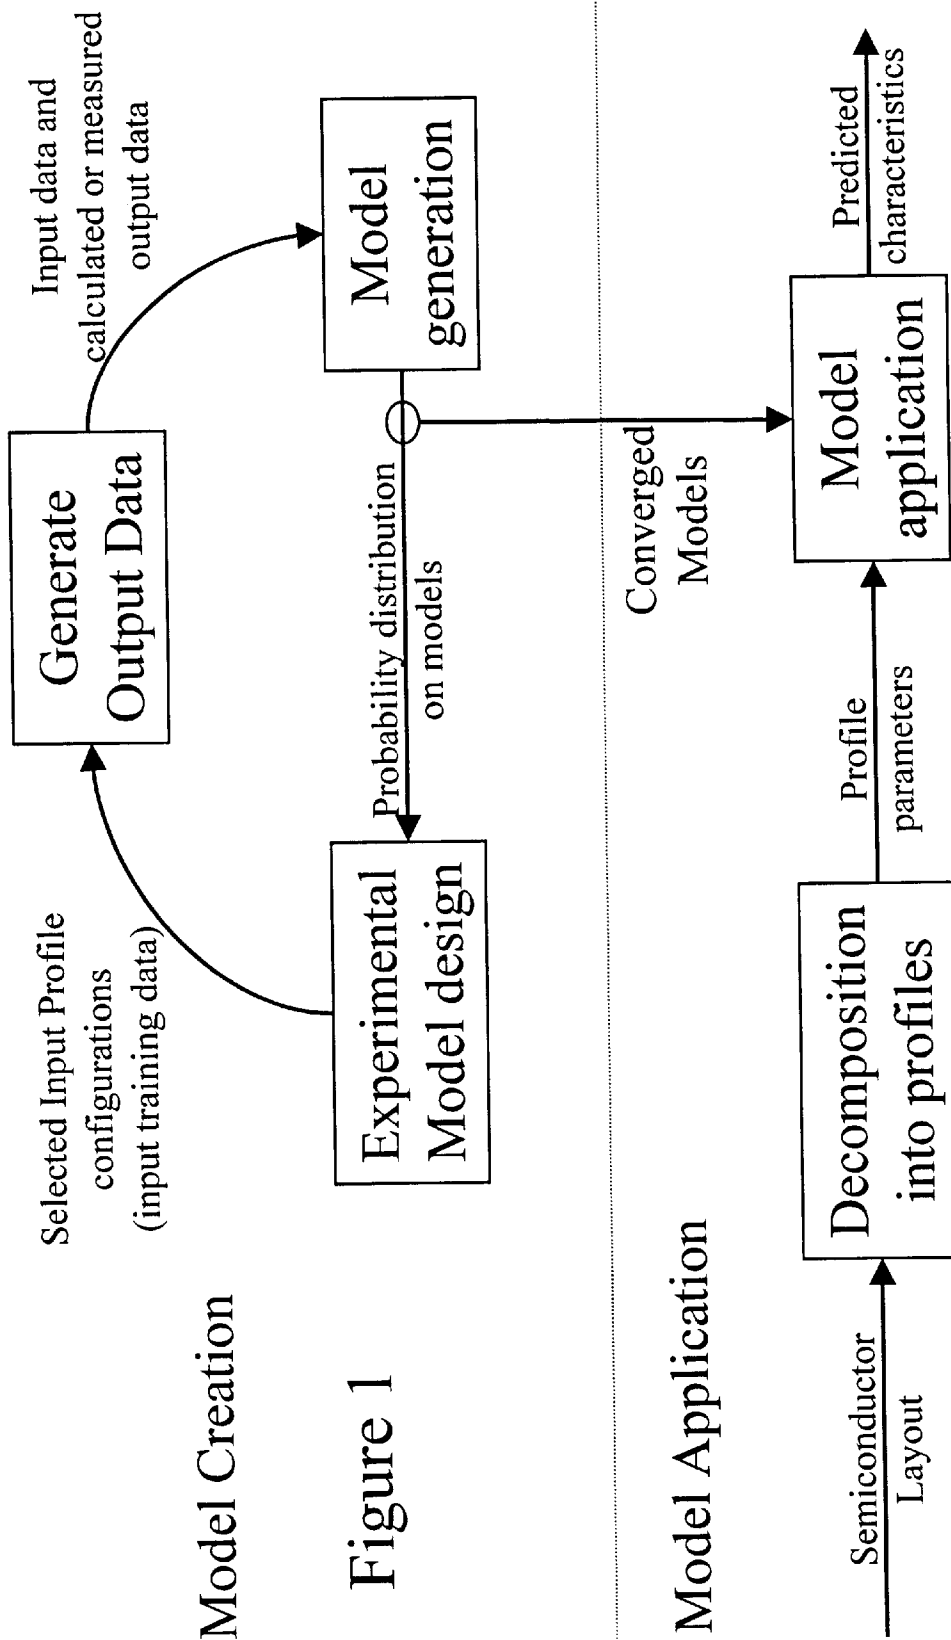 Model Creation
Figure 1
Selected Input Profile
configurations
(input training data)
Generate
Output Data
Input data and
calculated or measured
output data
Experimental
Model design
Probability distribution
on models
Model
generation
Converged
Models
Model Application
Semiconductor
Layout
Decomposition
into profiles
Profile
parameters
Model
application
Predicted
characteristics